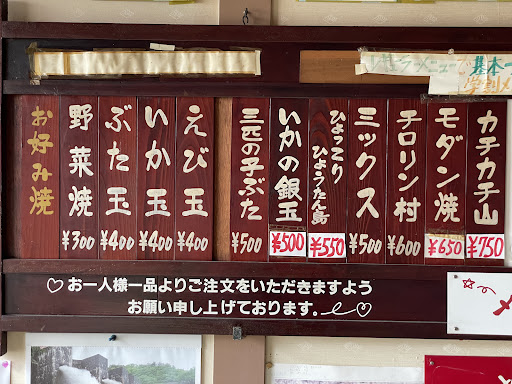 お好み焼
野菜焼 ¥300
ぶた玉 ¥400
いか玉 ¥400
えび玉 ¥400
三匹の子ぶた ¥500
いかの銀玉 ¥500
ひょっこりひょうたん島 ¥550
ミックス ¥500
チロリン村 ¥600
モダン焼 ¥650
カチカチ山 ¥750
♡お一人様一品よりご注文をいただきますよう
お願い申し上げております。♡